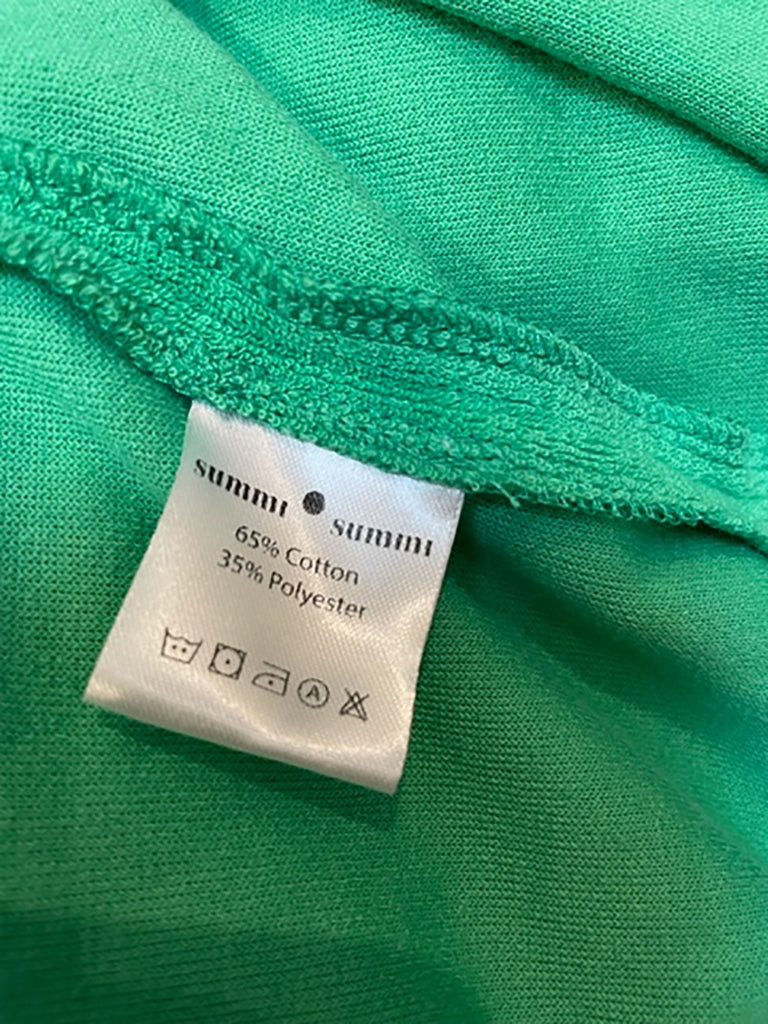 summi summi
65% Cotton
35% Polyester
A